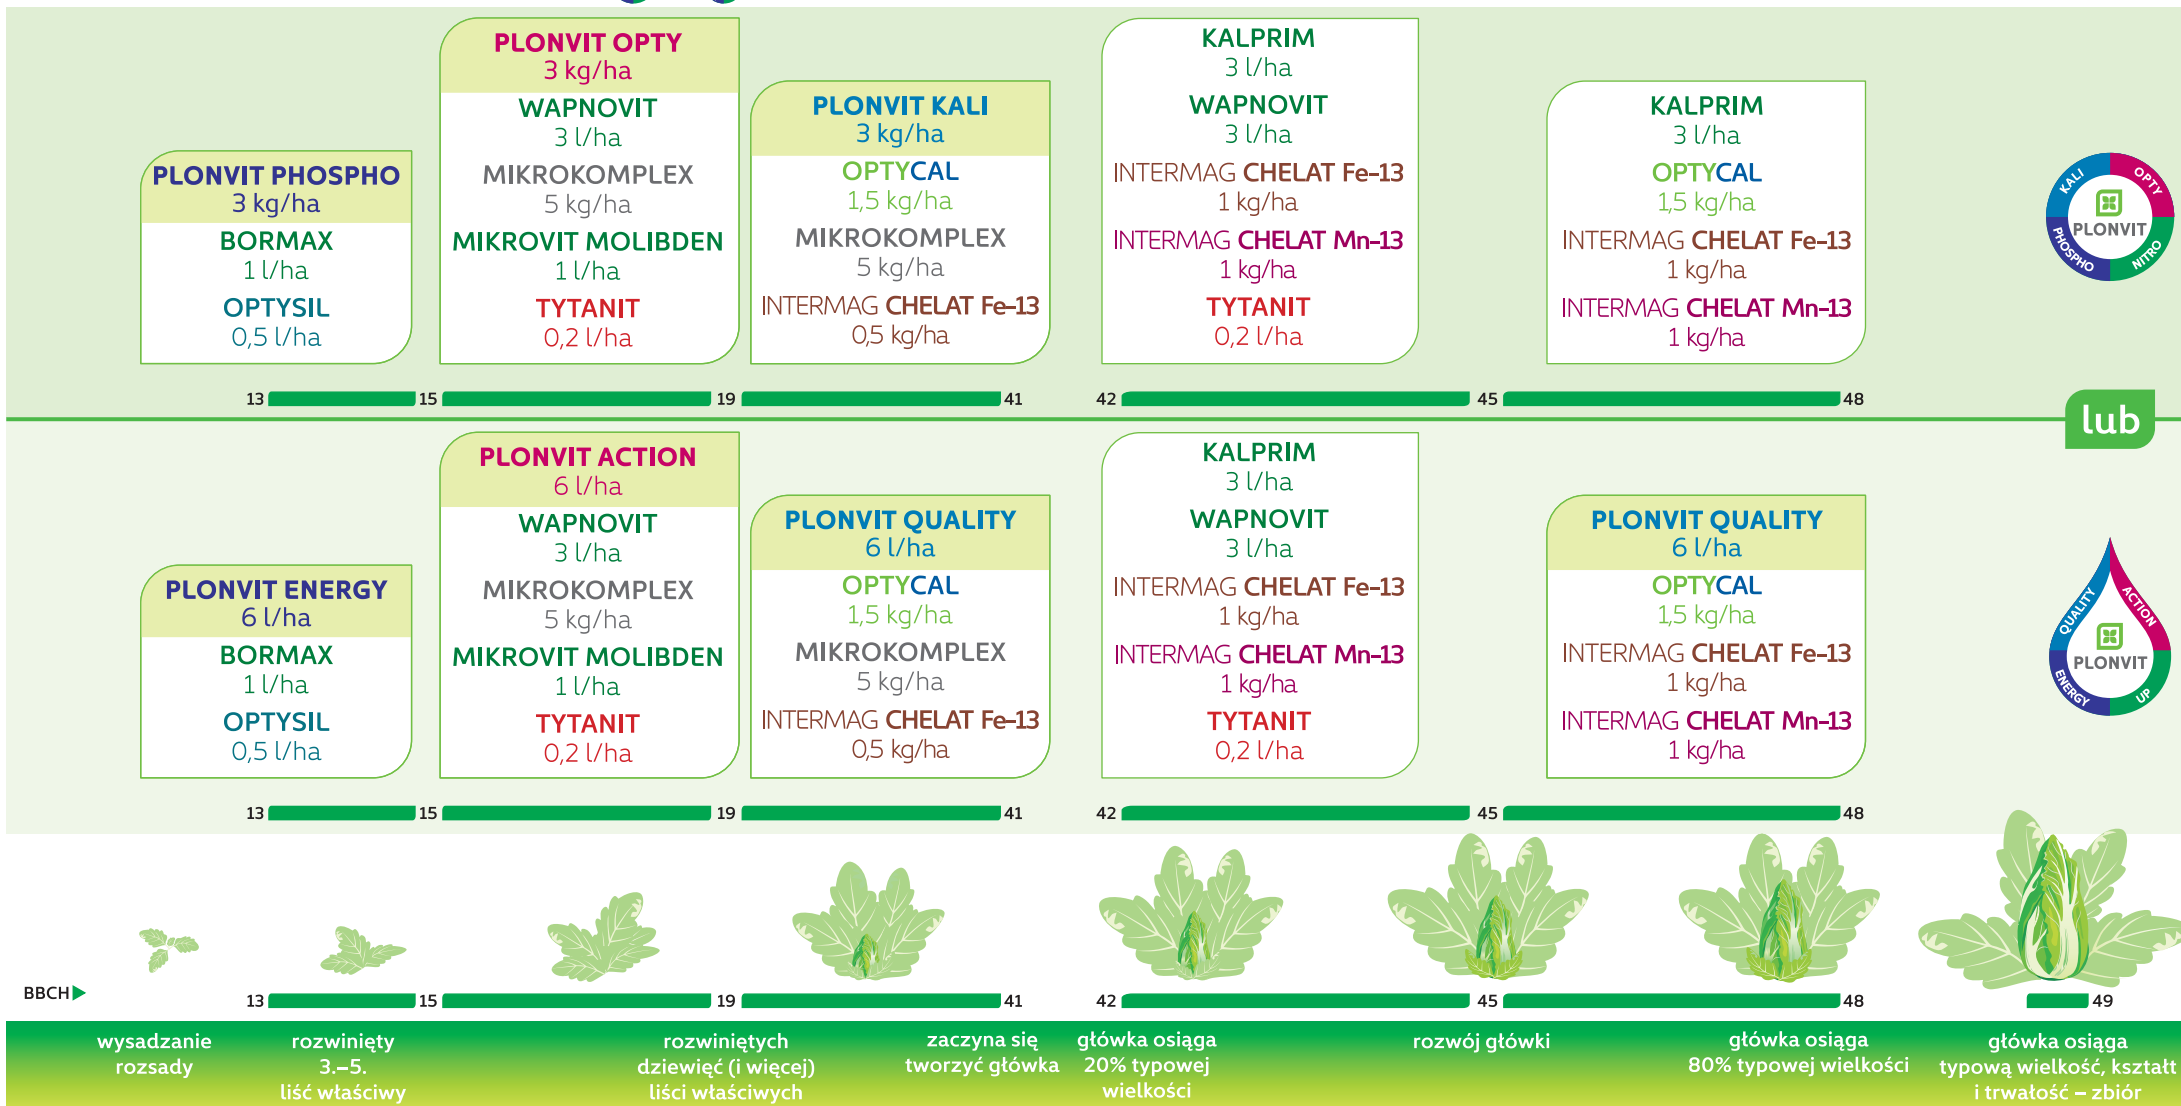 PLONVIT PHOSPHO
3 kg/ha
BORMAX
1 l/ha
OPTYSIL
0,5 l/ha
PLONVIT OPTY
3 kg/ha
WAPNOVIT
3 l/ha
MIKROKOMPLEX
5 kg/ha
MIKROVIT MOLIBDEN
1 l/ha
TYTANIT
0,2 l/ha
PLONVIT KALI
3 kg/ha
OPTYCAL
1,5 kg/ha
MIKROKOMPLEX
5 kg/ha
INTERMAG CHELAT Fe-13
0,5 kg/ha
KALPRIM
3 l/ha
WAPNOVIT
3 l/ha
INTERMAG CHELAT Fe-13
1 kg/ha
INTERMAG CHELAT Mn-13
1 kg/ha
TYTANIT
0,2 l/ha
KALPRIM
3 l/ha
OPTYCAL
1,5 kg/ha
INTERMAG CHELAT Fe-13
1 kg/ha
INTERMAG CHELAT Mn-13
1 kg/ha
KALI
OPTY
PLONVIT
PHOSPHO
NITRO
13 15 19 41 42 45 48
lub
PLONVIT ENERGY
6 l/ha
BORMAX
1 l/ha
OPTYSIL
0,5 l/ha
PLONVIT ACTION
6 l/ha
WAPNOVIT
3 l/ha
MIKROKOMPLEX
5 kg/ha
MIKROVIT MOLIBDEN
1 l/ha
TYTANIT
0,2 l/ha
PLONVIT QUALITY
6 l/ha
OPTYCAL
1,5 kg/ha
MIKROKOMPLEX
5 kg/ha
INTERMAG CHELAT Fe-13
0,5 kg/ha
KALPRIM
3 l/ha
WAPNOVIT
3 l/ha
INTERMAG CHELAT Fe-13
1 kg/ha
INTERMAG CHELAT Mn-13
1 kg/ha
TYTANIT
0,2 l/ha
PLONVIT QUALITY
6 l/ha
OPTYCAL
1,5 kg/ha
INTERMAG CHELAT Fe-13
1 kg/ha
INTERMAG CHELAT Mn-13
1 kg/ha
QUALITY
ACTION
PLONVIT
ENERGY
UP
13 15 19 41 42 45 48
BBCH
13 15 19 41 42 45 48 49
wysadzanie
rozsady
rozwinięty
3.–5.
liść właściwy
rozwiniętych
dziewięć (i więcej)
liści właściwych
zaczyna się
tworzyć główka
główka osiąga
20% typowej
wielkości
rozwój główki
główka osiąga
80% typowej wielkości
główka osiąga
typową wielkość, kształt
i trwałość – zbiór